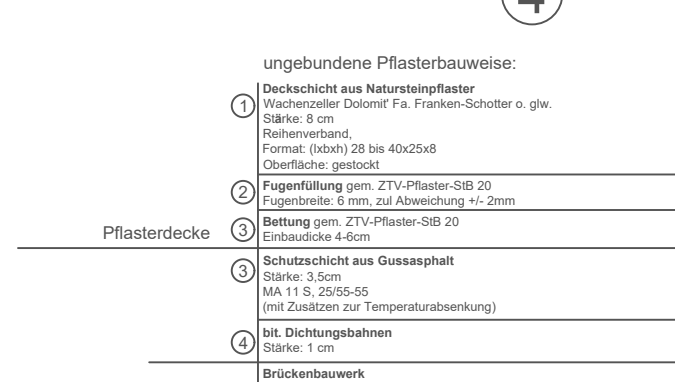 4
ungebundene Pflasterbauweise:
1
Deckschicht aus Natursteinpflaster
Wachenzeller Dolomit' Fa. Franken-Schotter o. glw.
Stärke: 8 cm
Reihenverband,
Format: (lxbxh) 28 bis 40x25x8
Oberfläche: gestockt
2
Fugenfüllung gem. ZTV-Pflaster-StB 20
Fugenbreite: 6 mm, zul Abweichung +/- 2mm
Pflasterdecke
3
Bettung gem. ZTV-Pflaster-StB 20
Einbaudicke 4-6cm
3
Schutzschicht aus Gussasphalt
Stärke: 3,5cm
MA 11 S, 25/55-55
(mit Zusätzen zur Temperaturabsenkung)
4
bit. Dichtungsbahnen
Stärke: 1 cm
Brückenbauwerk